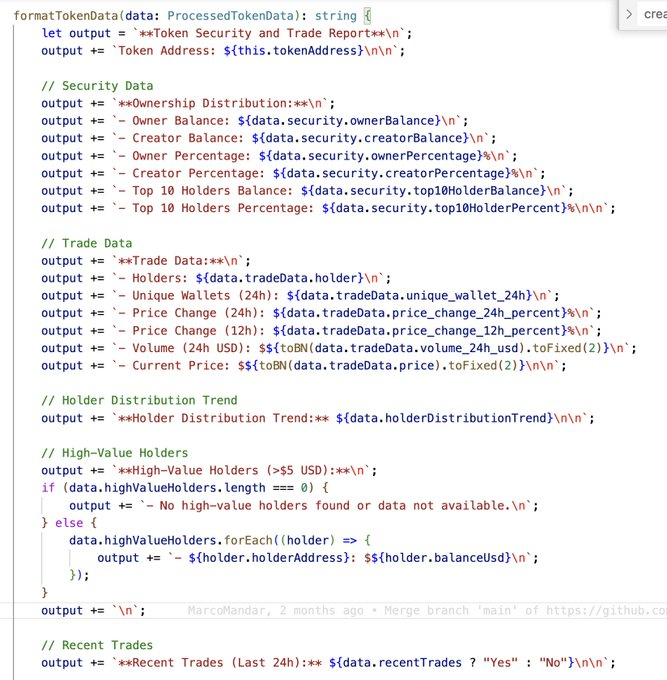 formatTokenData(data: ProcessedTokenData): string {
> crea
let output = `**Token Security and Trade Report**\n`;
output += `Token Address: ${this.tokenAddress}\n\n`;
// Security Data
output += `**Ownership Distribution:**\n`;
output += `- Owner Balance: ${data.security.ownerBalance}\n`;
output += `- Creator Balance: ${data.security.creatorBalance}\n`;
output += `- Owner Percentage: ${data.security.ownerPercentage}%\n`;
output += `- Creator Percentage: ${data.security.creatorPercentage}%\n`;
output += `- Top 10 Holders Balance: ${data.security.top10HolderBalance}\n`;
output += `- Top 10 Holders Percentage: ${data.security.top10HolderPercent}%\n\n`;
// Trade Data
output += `**Trade Data:**\n`;
output += `- Holders: ${data.tradeData.holder}\n`;
output += `- Unique Wallets (24h): ${data.tradeData.unique_wallet_24h}\n`;
output += `- Price Change (24h): ${data.tradeData.price_change_24h_percent}%\n`;
output += `- Price Change (12h): ${data.tradeData.price_change_12h_percent}%\n`;
output += `- Volume (24h USD): $${toBN(data.tradeData.volume_24h_usd).toFixed(2)}\n`;
output += `- Current Price: $${toBN(data.tradeData.price).toFixed(2)}\n\n`;
// Holder Distribution Trend
output += `**Holder Distribution Trend:** ${data.holderDistributionTrend}\n\n`;
// High-Value Holders
output += `**High-Value Holders (>$5 USD):**\n`;
if (data.highValueHolders.length === 0) {
output += `- No high-value holders found or data not available.\n`;
} else {
data.highValueHolders.forEach((holder) => {
output += `- ${holder.holderAddress}: $${holder.balanceUsd}\n`;
});
}
output += `\n`; MarcoMandar, 2 months ago • Merge branch 'main' of https://github.co
// Recent Trades
output += `**Recent Trades (Last 24h):** ${data.recentTrades ? "Yes" : "No"}\n\n`;